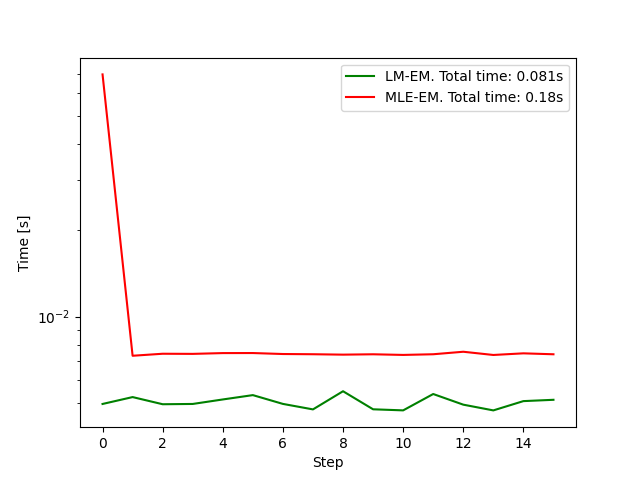 LM-EM. Total time: 0.081s
MLE-EM. Total time: 0.18s
Time [s]
10⁻²
0 2 4 6 8 10 12 14
Step